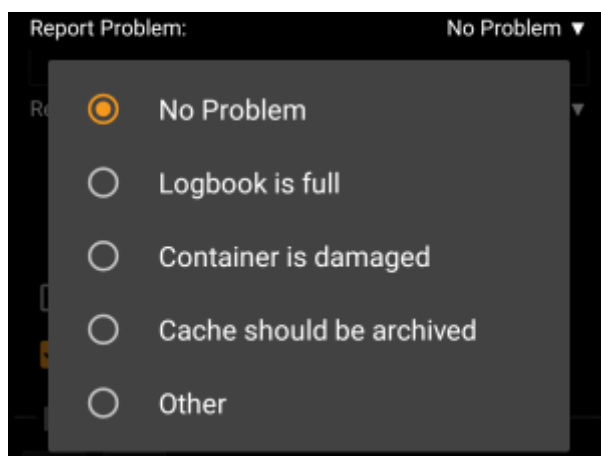 Report Problem: No Problem ▼
No Problem
Logbook is full
Container is damaged
Cache should be archived
Other